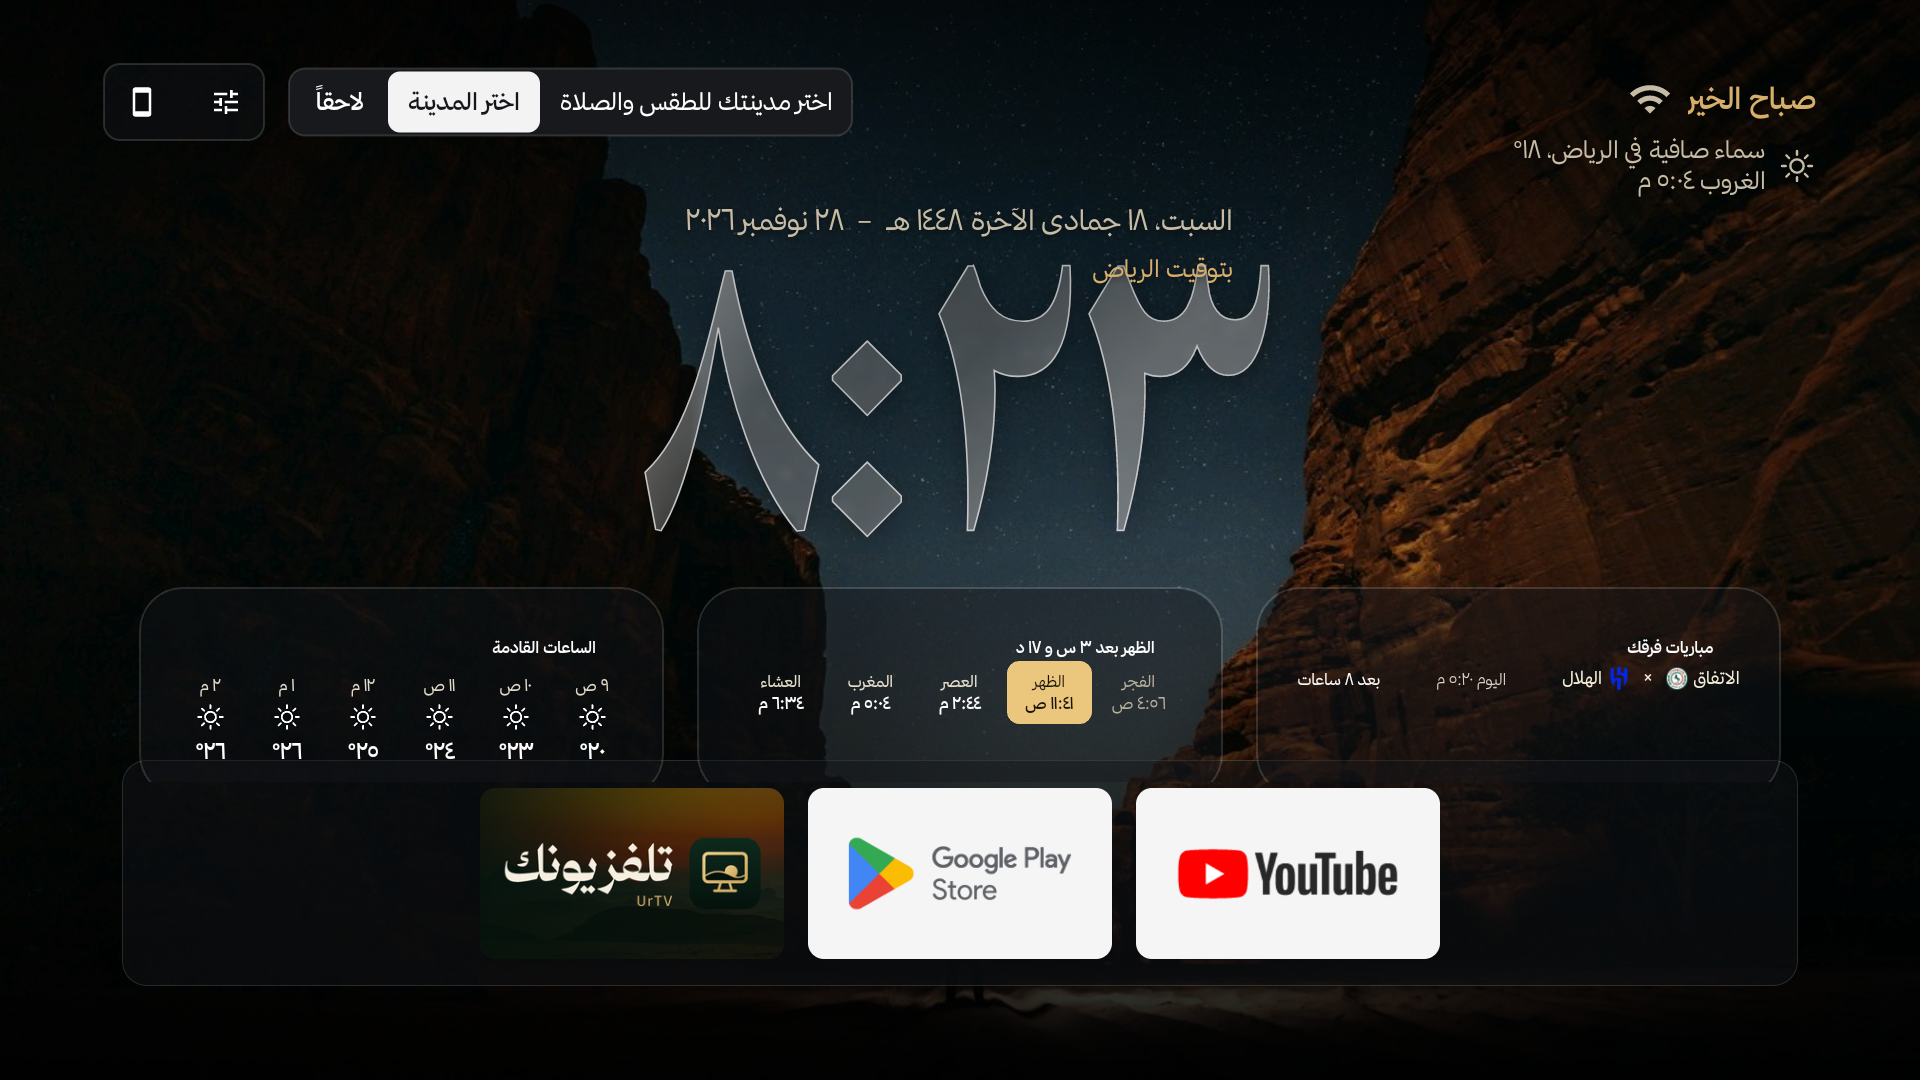 صباح الخير
سماء صافية في الرياض، ١٨°
الغروب ٥:٠٤ م
اختر مدينتك للطقس والصلاة
اختر المدينة
لاحقاً
السبت، ١٨ جمادى الآخرة ١٤٤٨ هـ – ٢٨ نوفمبر ٢٠٢٦
بتوقيت الرياض
٨:٢٣
مباريات فرقك
الاتفاق × الهلال اليوم ٥:٢٠ م بعد ٨ ساعات
الظهر بعد ٣ س و ١٧ د
الفجر الظهر العصر المغرب العشاء
٤:٥٦ ص ١١:٤١ ص ٢:٤٤ م ٥:٠٤ م ٦:٣٤ م
الساعات القادمة
٩ ص ١٠ ص ١١ ص ١٢ م ١ م ٢ م
٢٠° ٢٣° ٢٤° ٢٥° ٢٦° ٢٦°
YouTube
Google Play
Store
تلفزيونك
UrTV